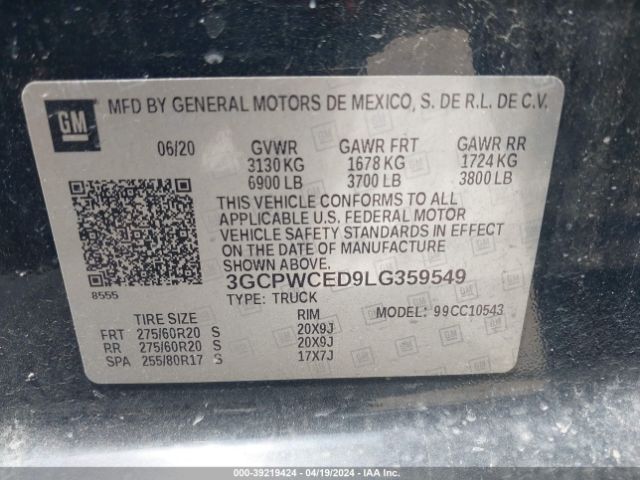 GM
MFD BY GENERAL MOTORS DE MEXICO, S. DE R.L. DE C.V.
06/20 GVWR GAWR FRT GAWR RR
3130 KG 1678 KG 1724 KG
6900 LB 3700 LB 3800 LB
THIS VEHICLE CONFORMS TO ALL
APPLICABLE U.S. FEDERAL MOTOR
VEHICLE SAFETY STANDARDS IN EFFECT
ON THE DATE OF MANUFACTURE
SHOWN ABOVE.
8555
3GCPWCED9LG359549
TYPE: TRUCK
MODEL: 99CC10543
TIRE SIZE RIM
FRT 275/60R20 S 20X9J
RR 275/60R20 S 20X9J
SPA 255/80R17 S 17X7J
000-39219424 - 04/19/2024 - IAA Inc.